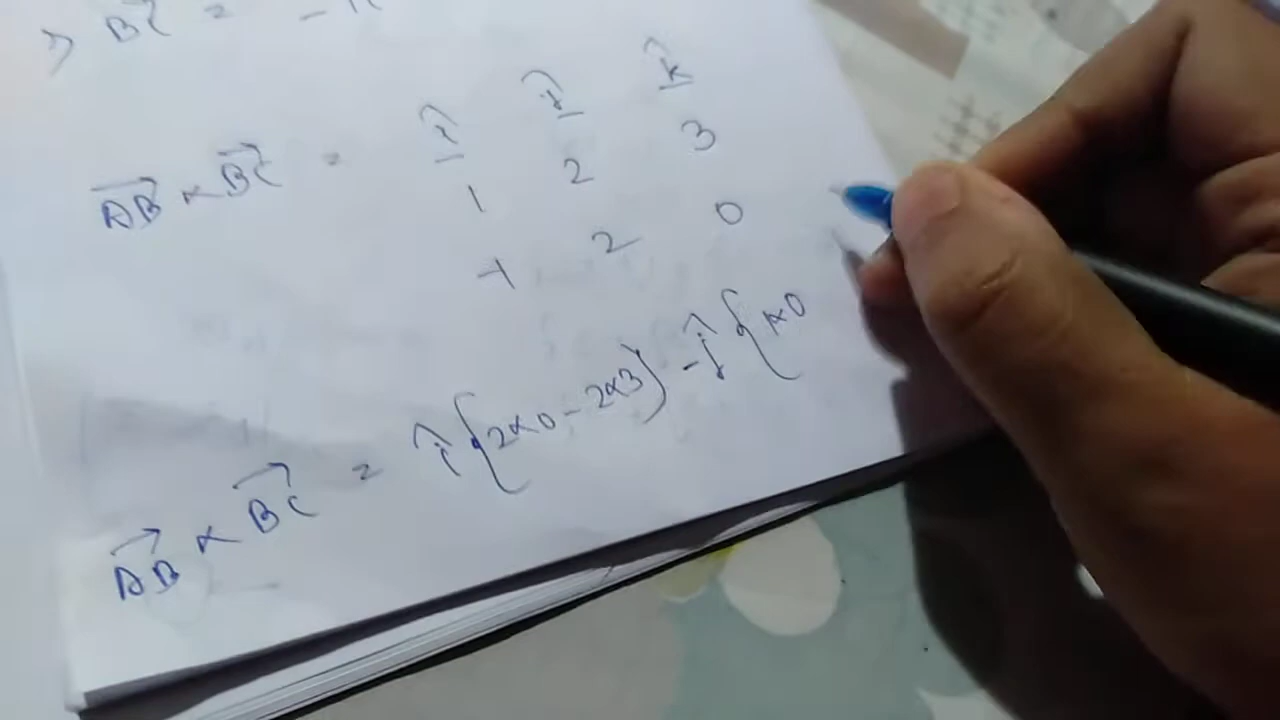 ⇒ BC =
î ĵ k̂
AB × BC = 1 2 3
-1 2 0
AB × BC = î {2×0 - 2×3} - ĵ {1×0